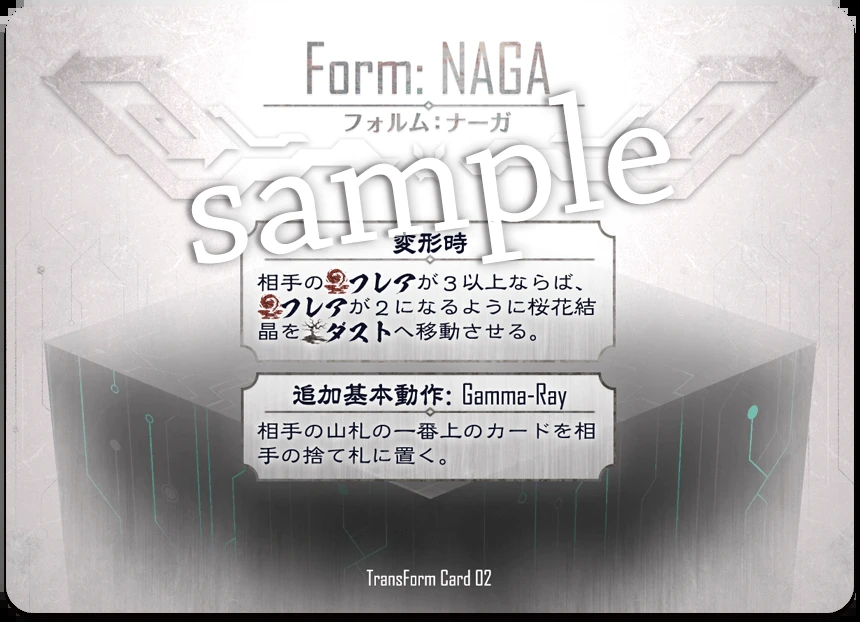 Form: NAGA
フォルム：ナーガ
sample
変形時
相手のフレアが３以上ならば、
フレアが２になるように桜花結
晶をダストへ移動させる。
追加基本動作: Gamma-Ray
相手の山札の一番上のカードを相
手の捨て札に置く。
TransForm Card 02